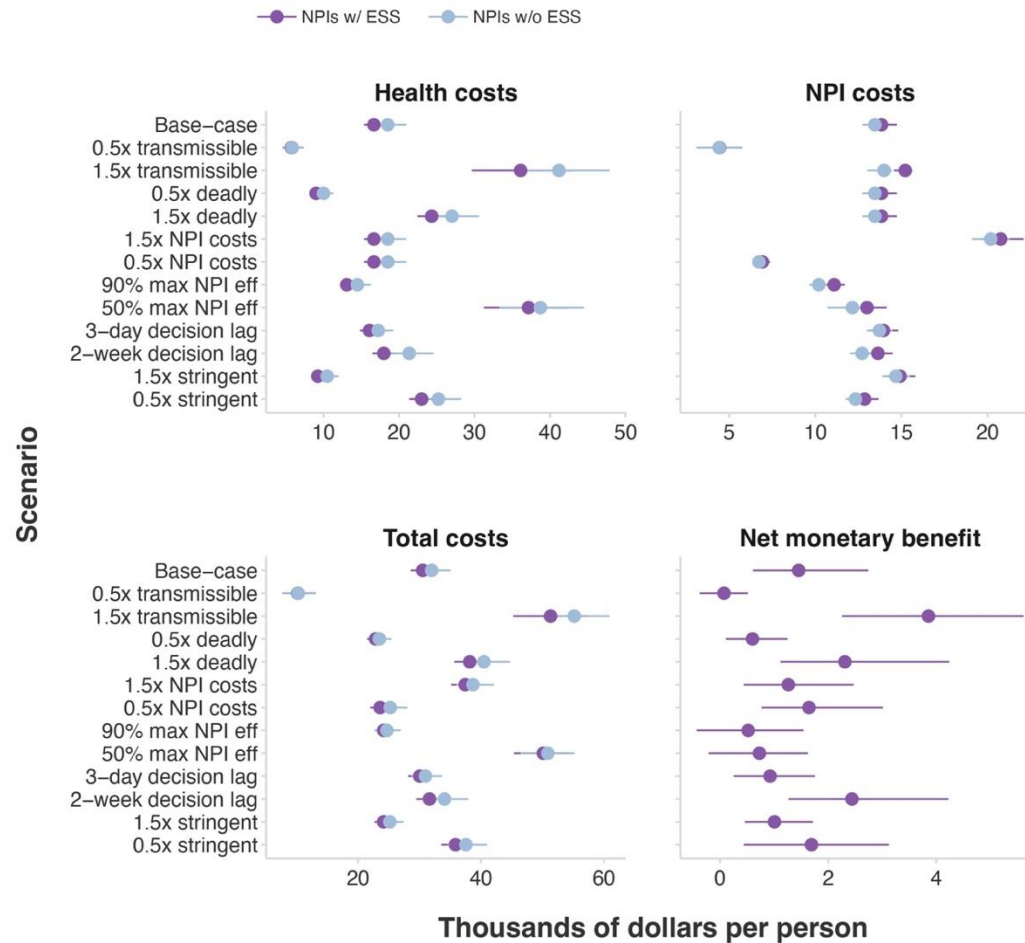 NPIs w/ ESS NPIs w/o ESS
Health costs NPI costs
Base−case
0.5x transmissible
1.5x transmissible
0.5x deadly
1.5x deadly
1.5x NPI costs
0.5x NPI costs
90% max NPI eff
50% max NPI eff
3−day decision lag
2−week decision lag
1.5x stringent
0.5x stringent
10 20 30 40 50 5 10 15 20
Scenario
Total costs Net monetary benefit
Base−case
0.5x transmissible
1.5x transmissible
0.5x deadly
1.5x deadly
1.5x NPI costs
0.5x NPI costs
90% max NPI eff
50% max NPI eff
3−day decision lag
2−week decision lag
1.5x stringent
0.5x stringent
20 40 60 0 2 4
Thousands of dollars per person